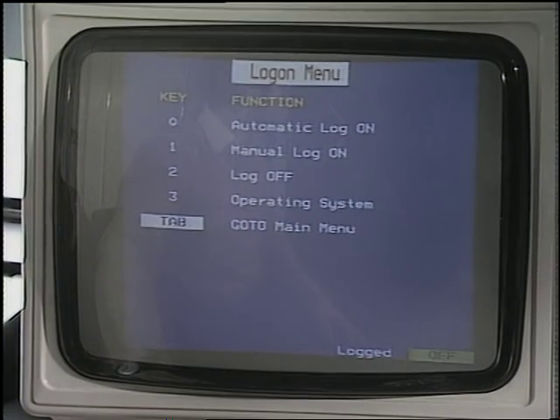 Logon Menu
KEY FUNCTION
0 Automatic Log ON
1 Manual Log ON
2 Log OFF
3 Operating System
TAB GOTO Main Menu
Logged OFF